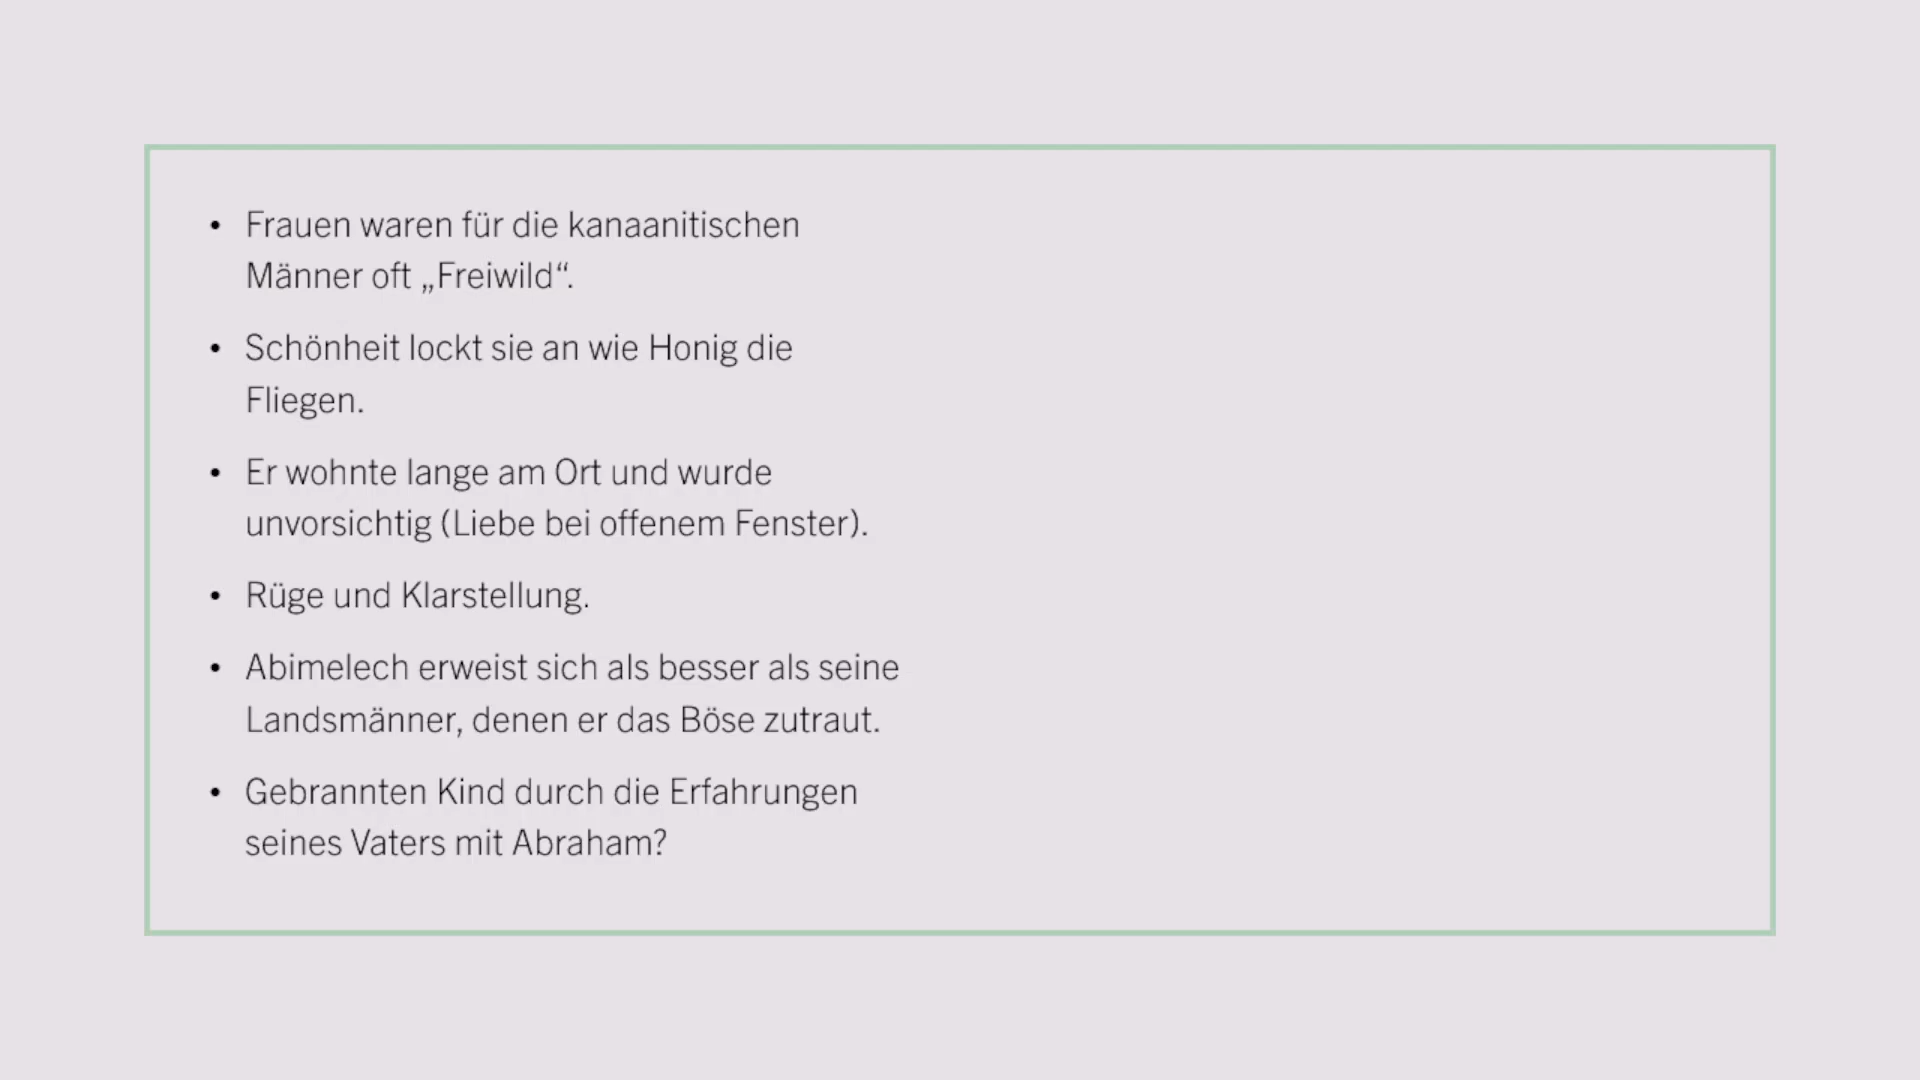 • Frauen waren für die kanaanitischen
Männer oft „Freiwild“.
• Schönheit lockt sie an wie Honig die
Fliegen.
• Er wohnte lange am Ort und wurde
unvorsichtig (Liebe bei offenem Fenster).
• Rüge und Klarstellung.
• Abimelech erweist sich als besser als seine
Landsmänner, denen er das Böse zutraut.
• Gebrannten Kind durch die Erfahrungen
seines Vaters mit Abraham?